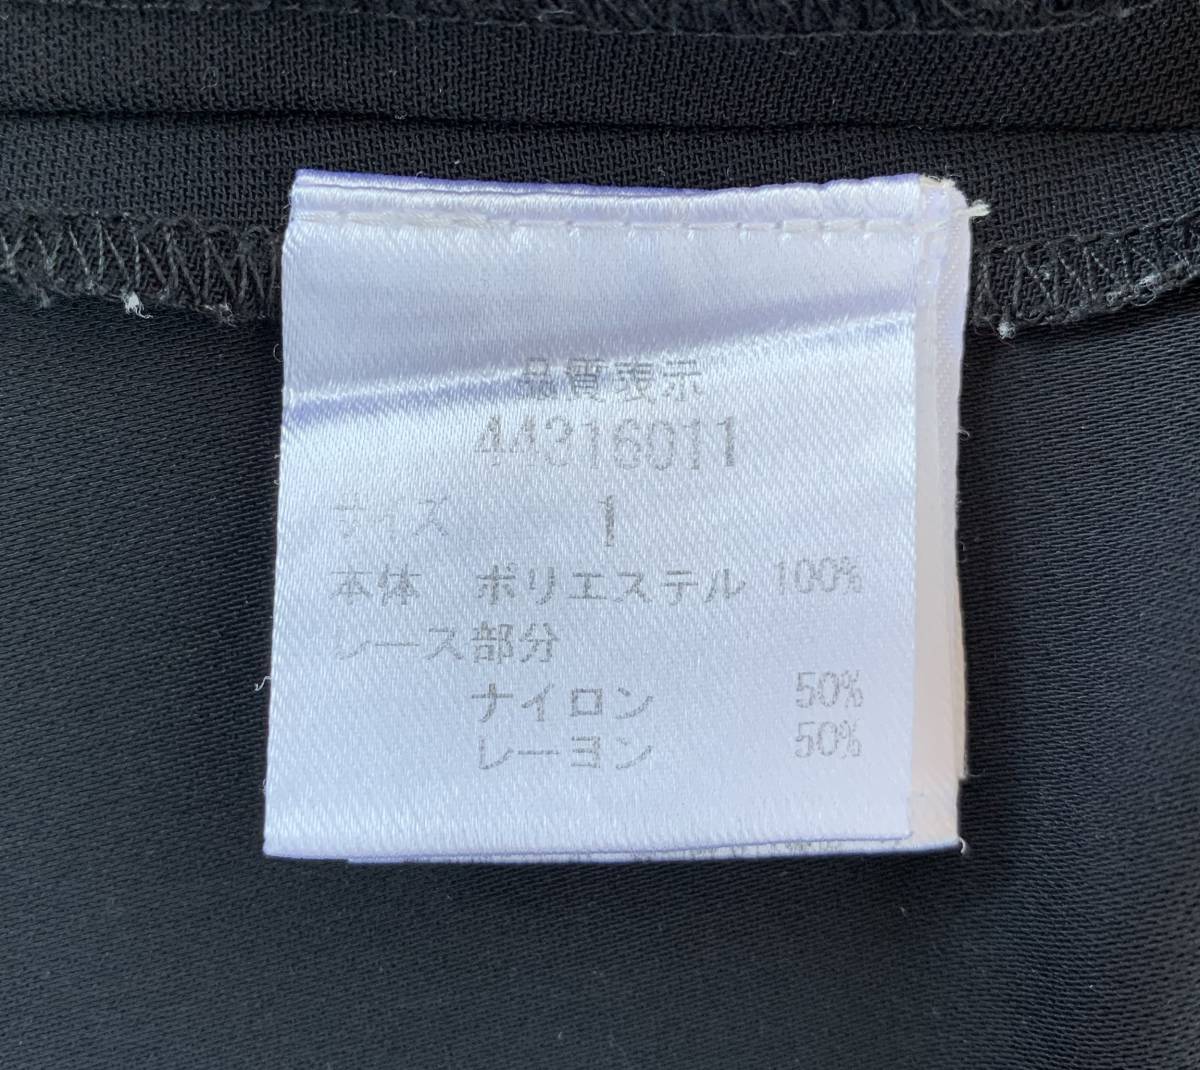 品質表示
44316011
サイズ 1
本体 ポリエステル 100%
レース部分
ナイロン 50%
レーヨン 50%